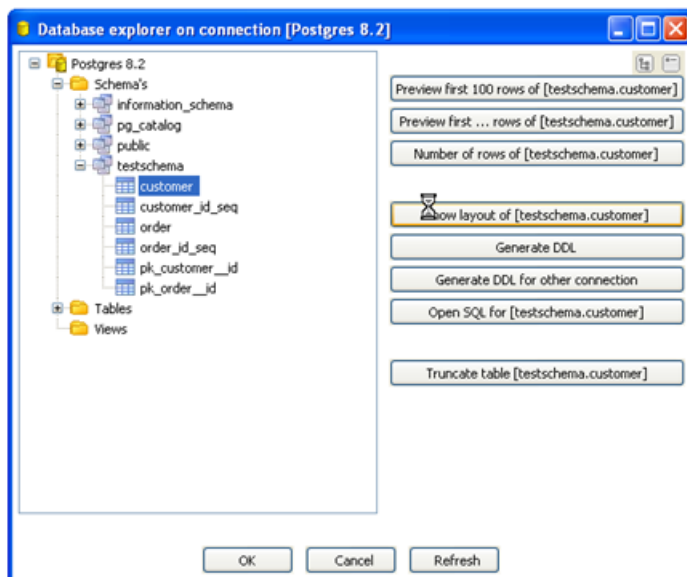 Database explorer on connection [Postgres 8.2]
Postgres 8.2
Schema's
information_schema
pg_catalog
public
testschema
customer
customer_id_seq
order
order_id_seq
pk_customer__id
pk_order__id
Tables
Views
Preview first 100 rows of [testschema.customer]
Preview first ... rows of [testschema.customer]
Number of rows of [testschema.customer]
layout of [testschema.customer]
Generate DDL
Generate DDL for other connection
Open SQL for [testschema.customer]
Truncate table [testschema.customer]
OK
Cancel
Refresh